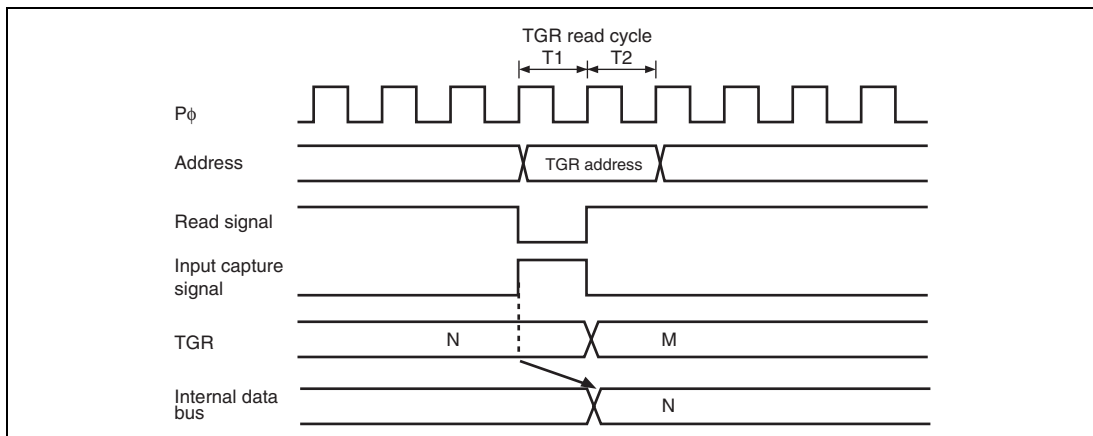 TGR read cycle
T1 T2
Pϕ
Address
TGR address
Read signal
Input capture
signal
TGR
N M
Internal data
bus
N